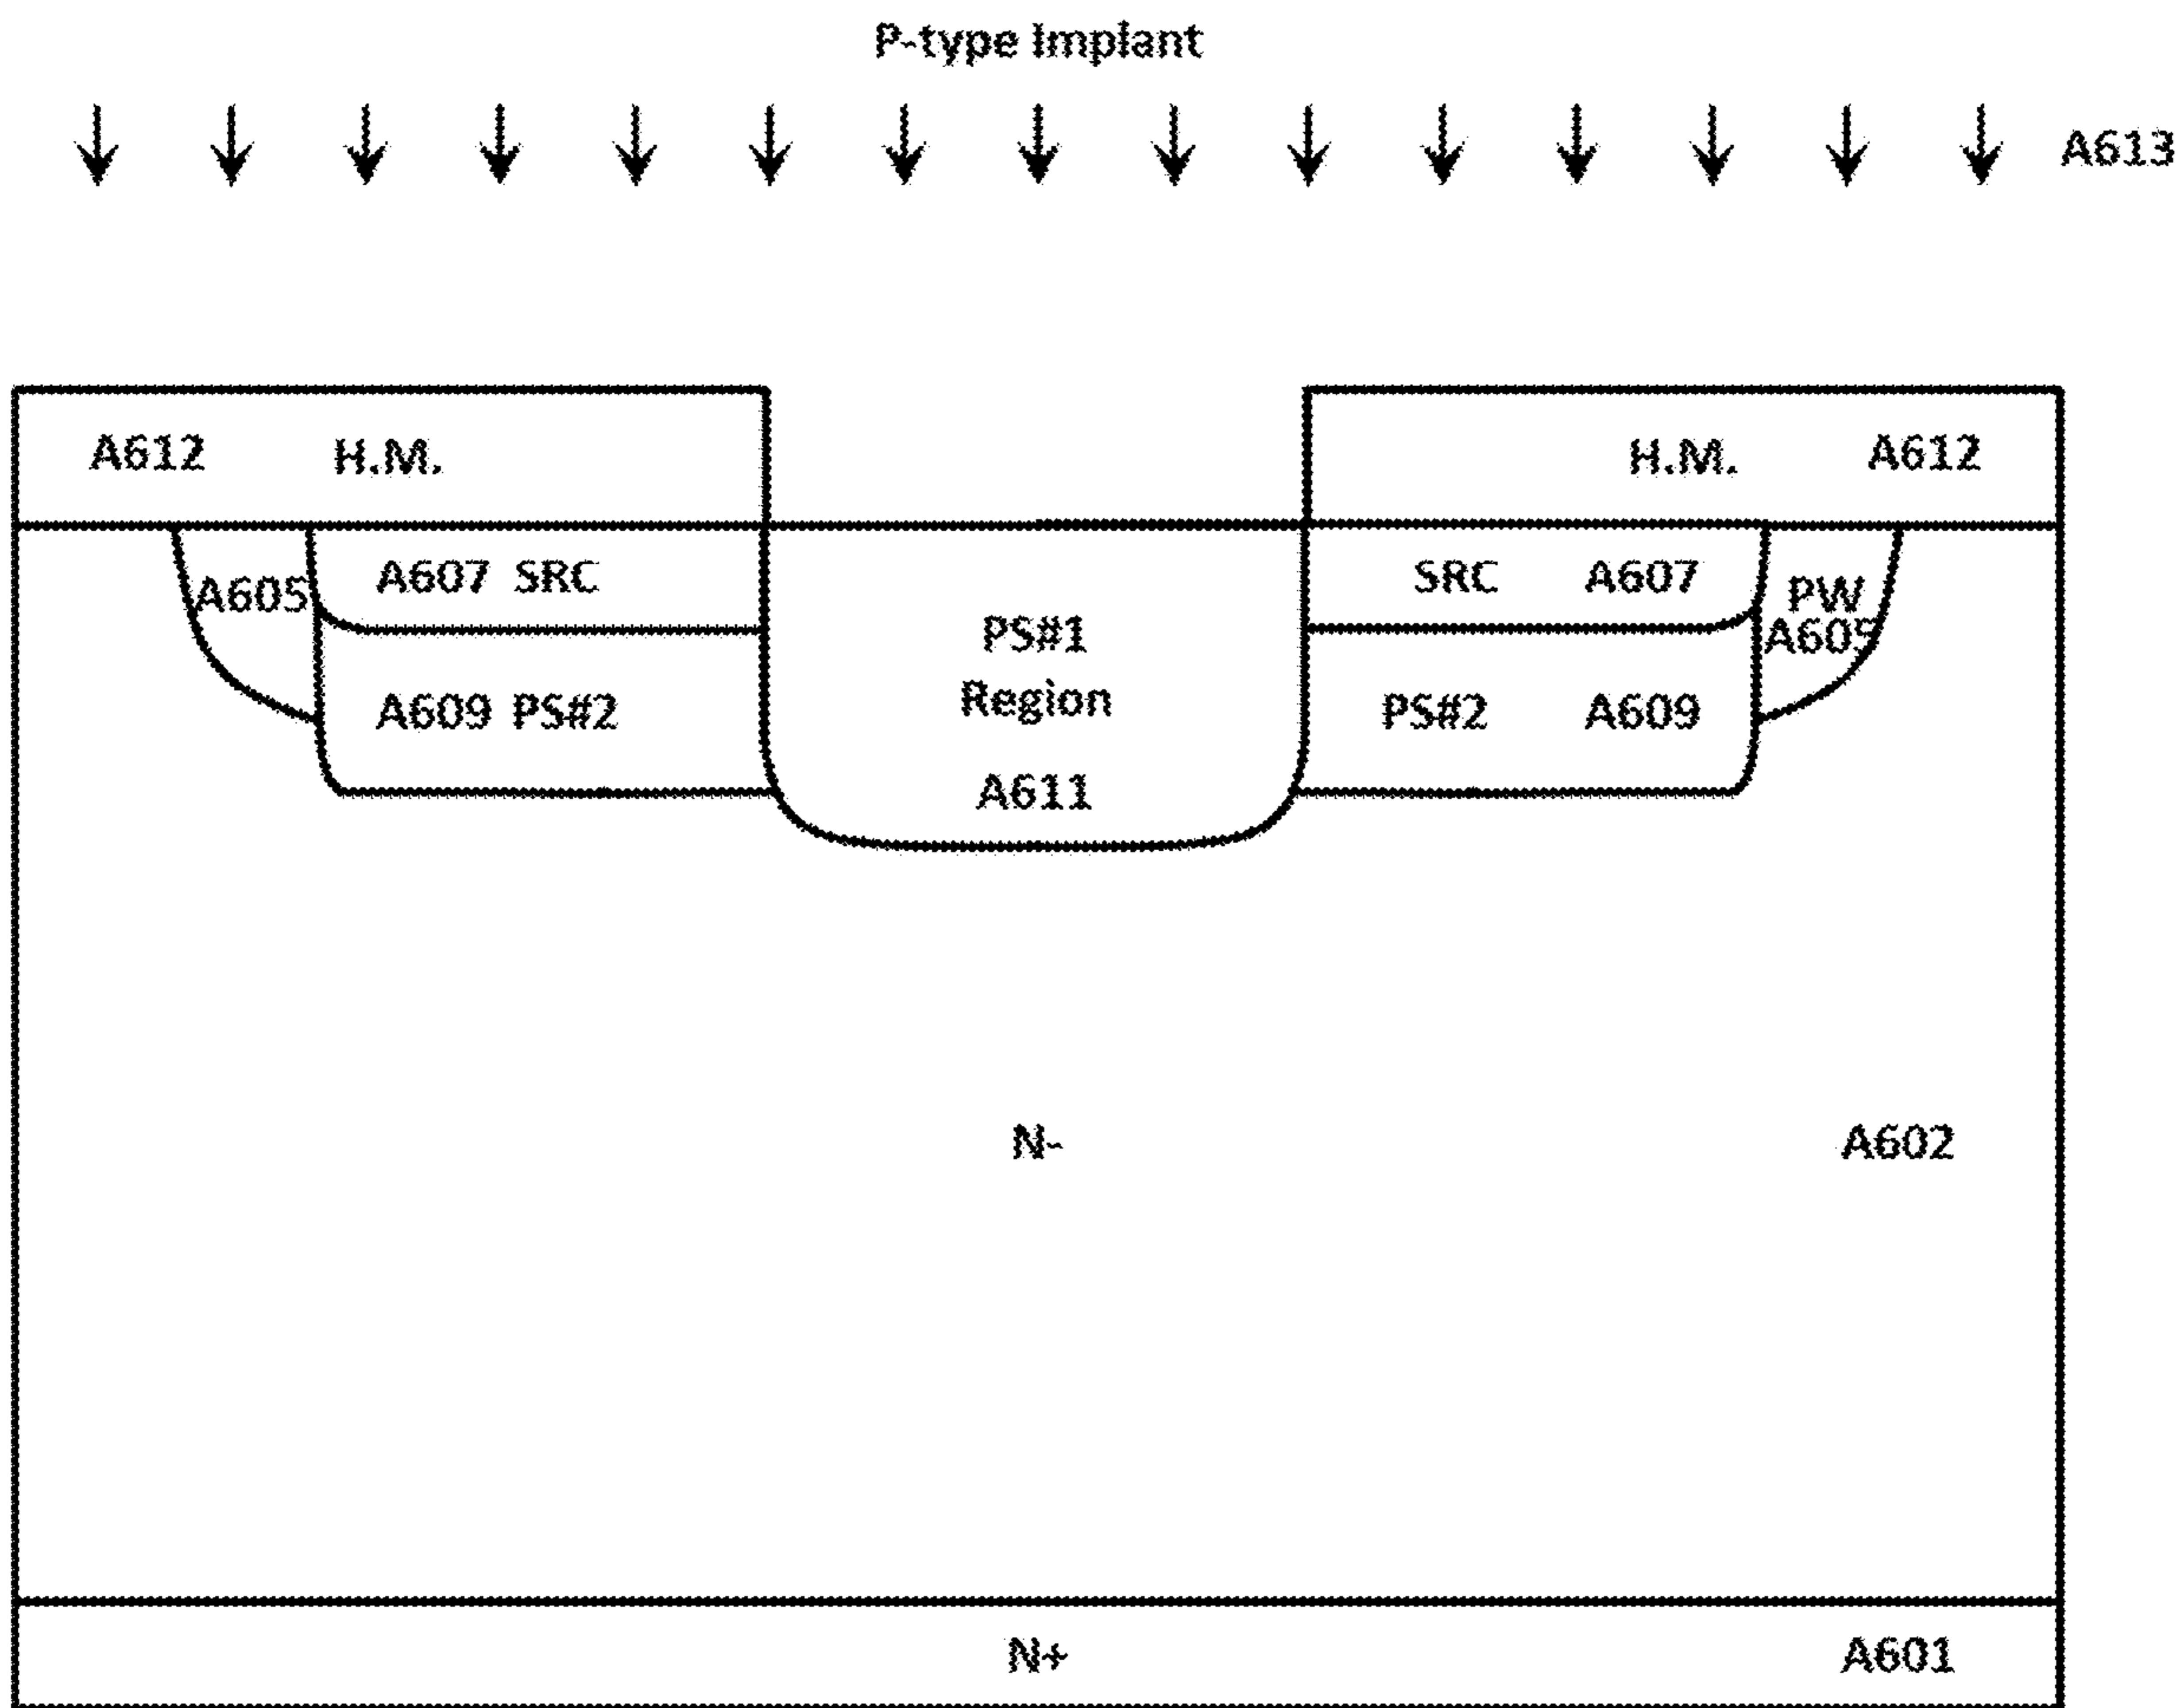 P-type Implant
A613
A612 H.M.
H.M. A612
A605
A607 SRC
SRC A607
PW
A605
PS#1
Region
A611
A609 PS#2
PS#2 A609
N-
A602
N+
A601